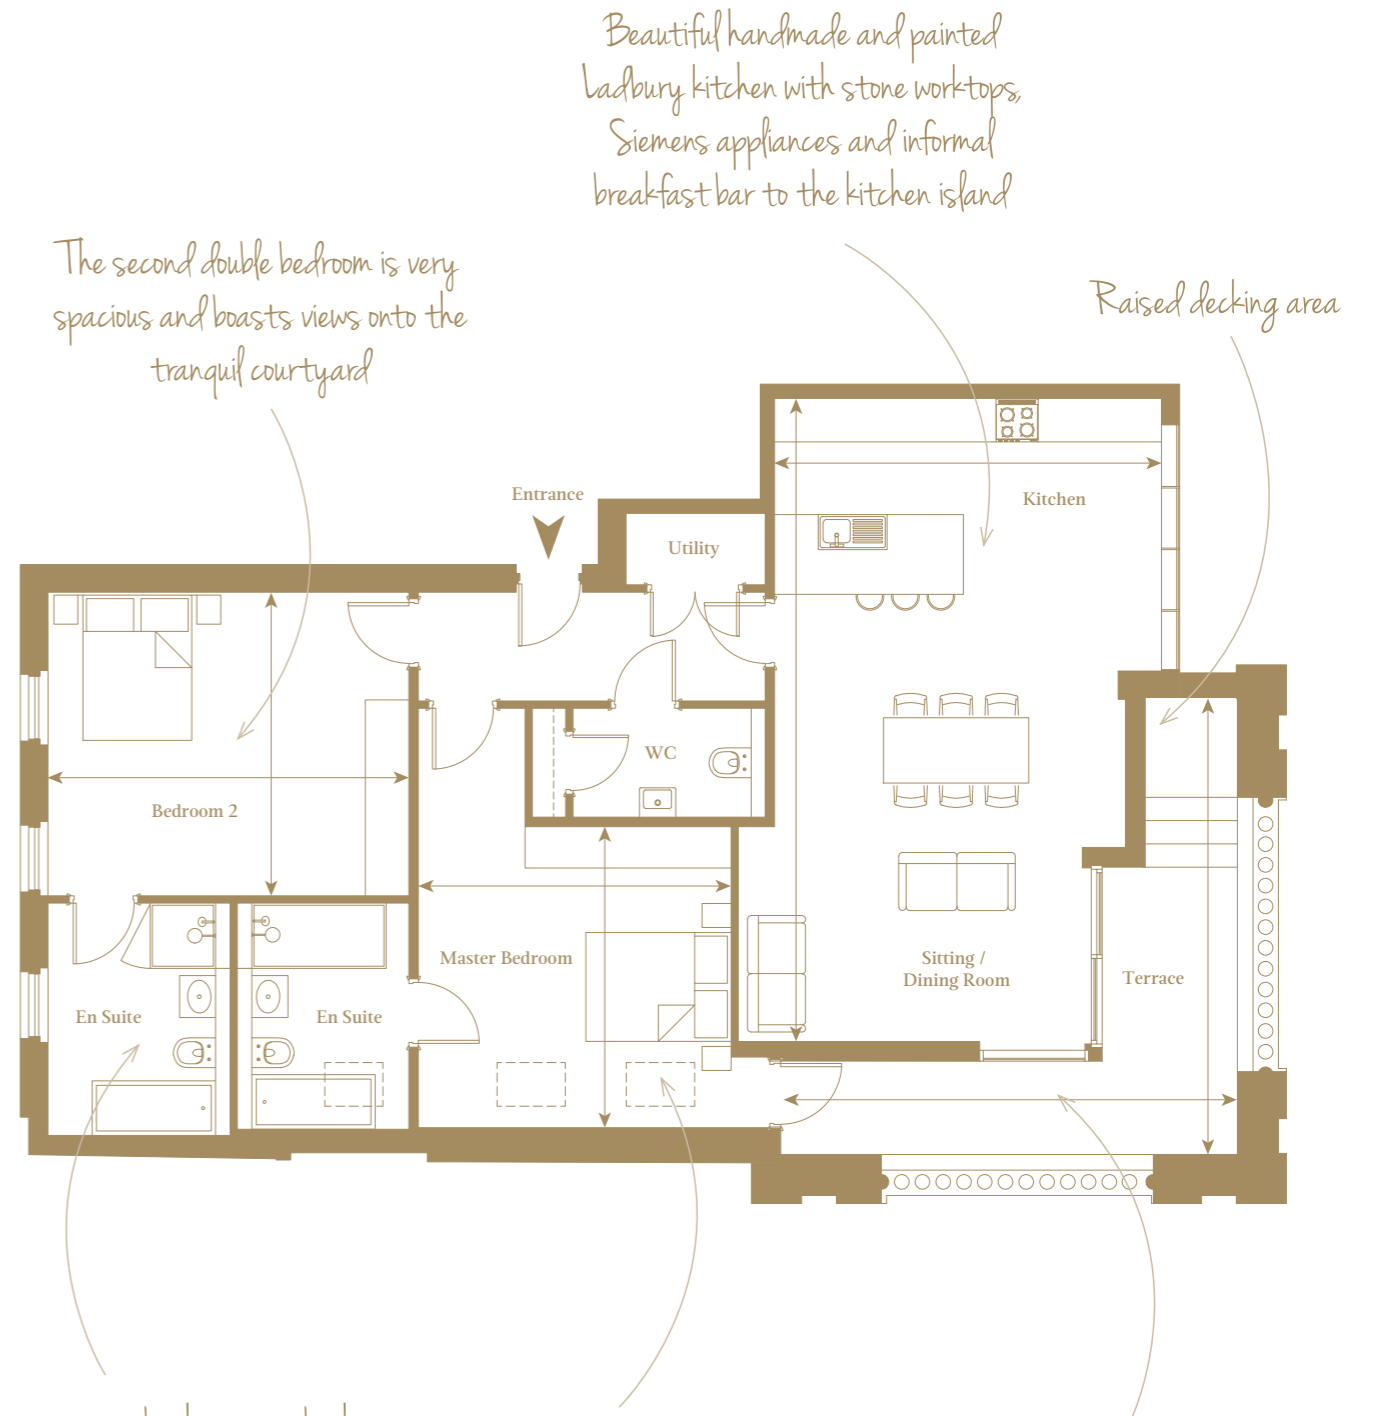 Beautiful handmade and painted
Ladbury kitchen with stone worktops,
Siemens appliances and informal
breakfast bar to the kitchen island
The second double bedroom is very
spacious and boasts views onto the
tranquil courtyard
Raised decking area
Entrance
Kitchen
Utility
WC
Bedroom 2
Master Bedroom
Sitting /
Dining Room
Terrace
En Suite
En Suite